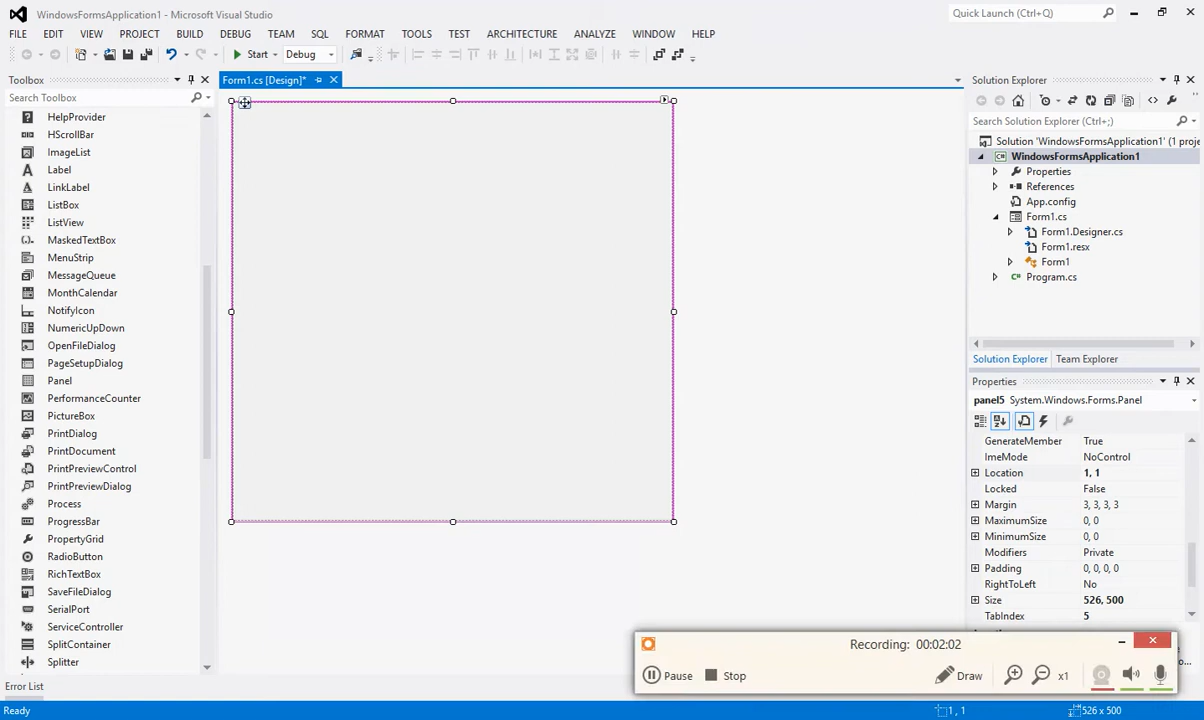 WindowsFormsApplication1 - Microsoft Visual Studio
Quick Launch (Ctrl+Q)
FILE EDIT VIEW PROJECT BUILD DEBUG TEAM SQL FORMAT TOOLS TEST ARCHITECTURE ANALYZE WINDOW HELP
Start Debug
Toolbox
Search Toolbox
HelpProvider
HScrollBar
ImageList
Label
LinkLabel
ListBox
ListView
MaskedTextBox
MenuStrip
MessageQueue
MonthCalendar
NotifyIcon
NumericUpDown
OpenFileDialog
PageSetupDialog
Panel
PerformanceCounter
PictureBox
PrintDialog
PrintDocument
PrintPreviewControl
PrintPreviewDialog
Process
ProgressBar
PropertyGrid
RadioButton
RichTextBox
SaveFileDialog
SerialPort
ServiceController
SplitContainer
Splitter
Error List
Form1.cs [Design]*
Solution Explorer
Search Solution Explorer (Ctrl+;)
Solution 'WindowsFormsApplication1' (1 proje
WindowsFormsApplication1
Properties
References
App.config
Form1.cs
Form1.Designer.cs
Form1.resx
Form1
Program.cs
Solution Explorer Team Explorer
Properties
panel5 System.Windows.Forms.Panel
GenerateMember True
ImeMode NoControl
Location 1, 1
Locked False
Margin 3, 3, 3, 3
MaximumSize 0, 0
MinimumSize 0, 0
Modifiers Private
Padding 0, 0, 0, 0
RightToLeft No
Size 526, 500
TabIndex 5
Recording: 00:02:02
Pause Stop Draw x1
Ready 1 , 1 526 x 500